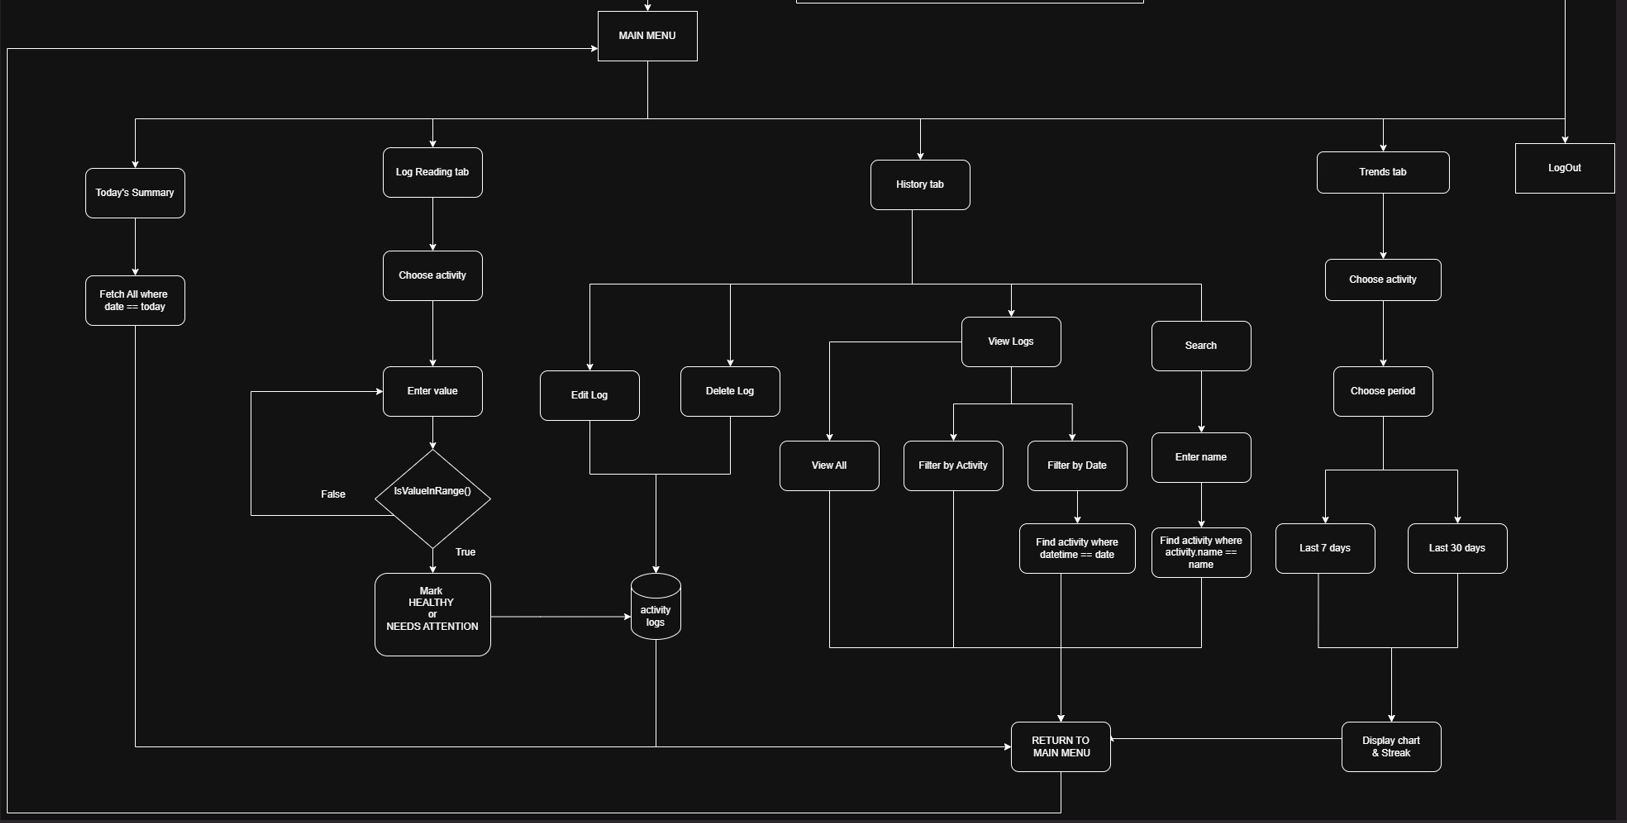 MAIN MENU
Today's Summary
Log Reading tab
History tab
Trends tab
LogOut
Fetch All where
date == today
Choose activity
Choose activity
Enter value
Edit Log
Delete Log
View Logs
Search
Choose period
View All
Filter by Activity
Filter by Date
Enter name
False
IsValueInRange()
True
Find activity where
datetime == date
Find activity where
activity.name ==
name
Last 7 days
Last 30 days
Mark
HEALTHY
or
NEEDS ATTENTION
activity
logs
RETURN TO
MAIN MENU
Display chart
& Streak